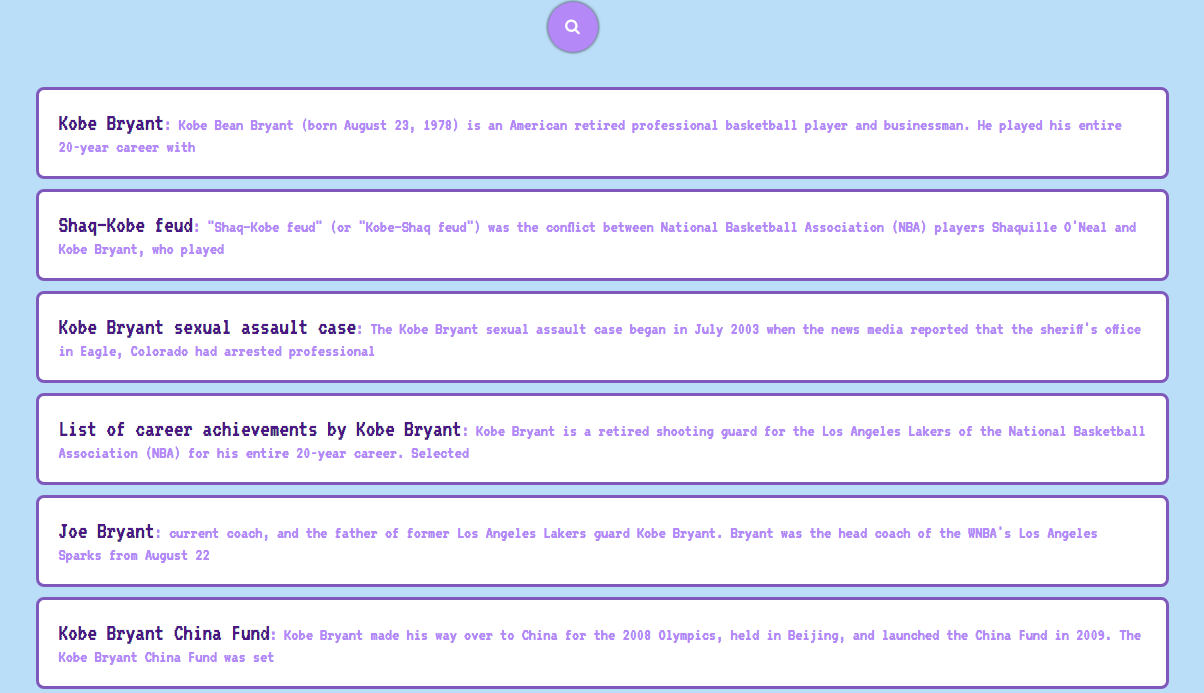 Kobe Bryant: Kobe Bean Bryant (born August 23, 1978) is an American retired professional basketball player and businessman. He played his entire
20-year career with
Shaq-Kobe feud: "Shaq-Kobe feud" (or "Kobe-Shaq feud") was the conflict between National Basketball Association (NBA) players Shaquille O'Neal and
Kobe Bryant, who played
Kobe Bryant sexual assault case: The Kobe Bryant sexual assault case began in July 2003 when the news media reported that the sheriff's office
in Eagle, Colorado had arrested professional
List of career achievements by Kobe Bryant: Kobe Bryant is a retired shooting guard for the Los Angeles Lakers of the National Basketball
Association (NBA) for his entire 20-year career. Selected
Joe Bryant: current coach, and the father of former Los Angeles Lakers guard Kobe Bryant. Bryant was the head coach of the WNBA's Los Angeles
Sparks from August 22
Kobe Bryant China Fund: Kobe Bryant made his way over to China for the 2008 Olympics, held in Beijing, and launched the China Fund in 2009. The
Kobe Bryant China Fund was set